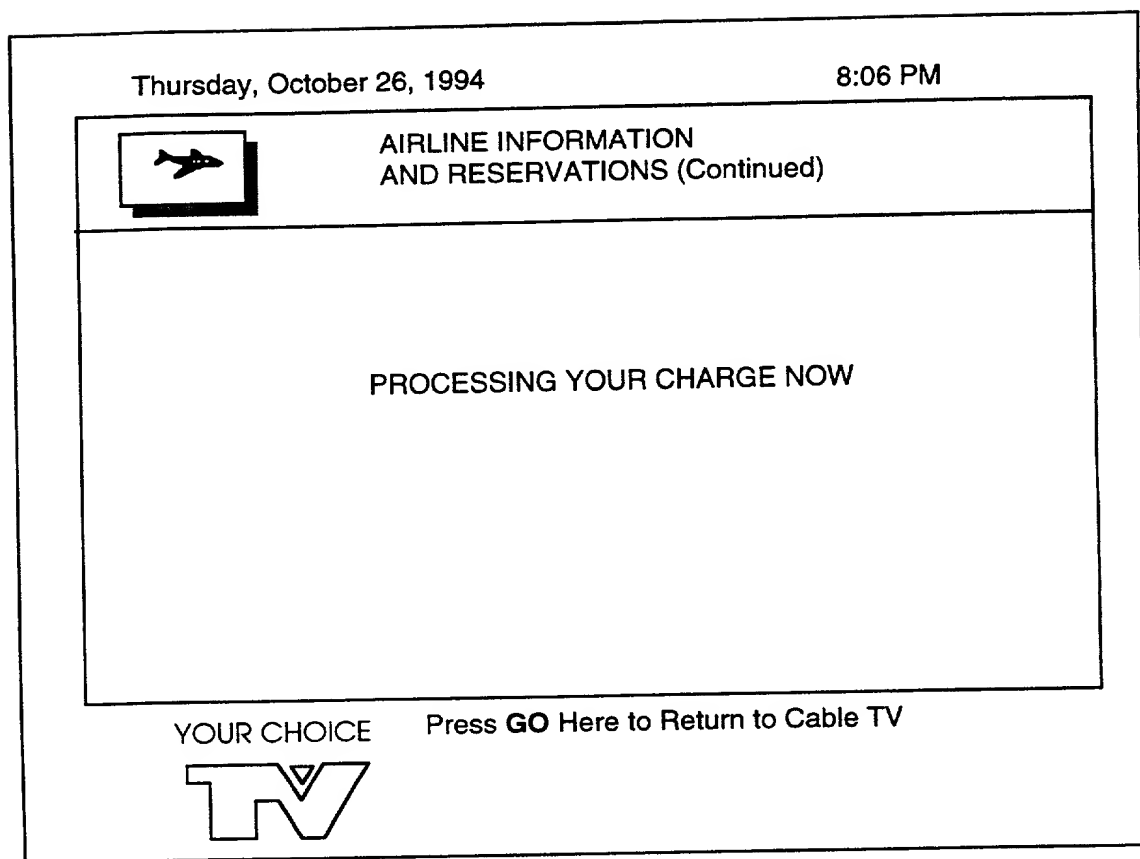 Thursday, October 26, 1994 8:06 PM
AIRLINE INFORMATION
AND RESERVATIONS (Continued)
PROCESSING YOUR CHARGE NOW
YOUR CHOICE Press GO Here to Return to Cable TV
TV